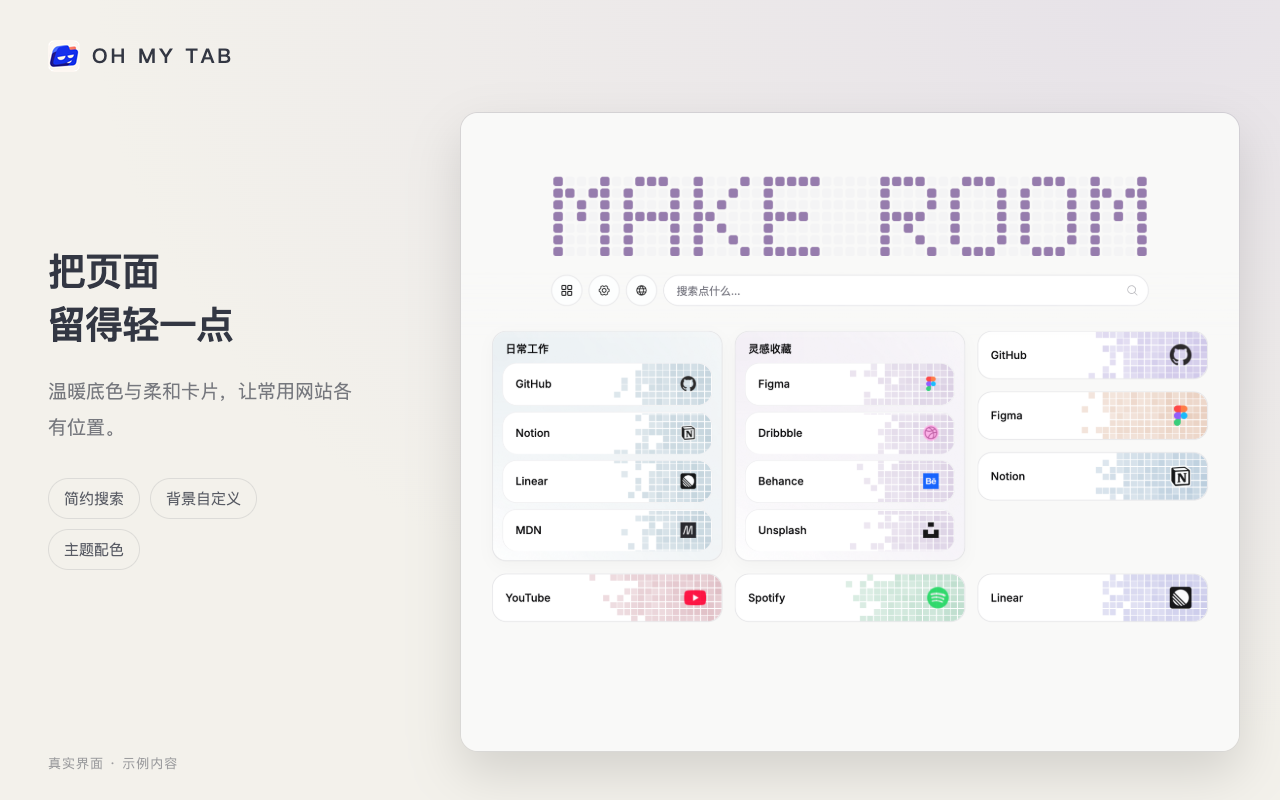 OH MY TAB
把页面
留得轻一点
温暖底色与柔和卡片，让常用网站各
有位置。
简约搜索
背景自定义
主题配色
真实界面 · 示例内容
MAKE ROOM
搜索点什么...
日常工作
GitHub
Notion
Linear
MDN
灵感收藏
Figma
Dribbble
Behance
Bē
Unsplash
GitHub
Figma
Notion
YouTube
Spotify
Linear